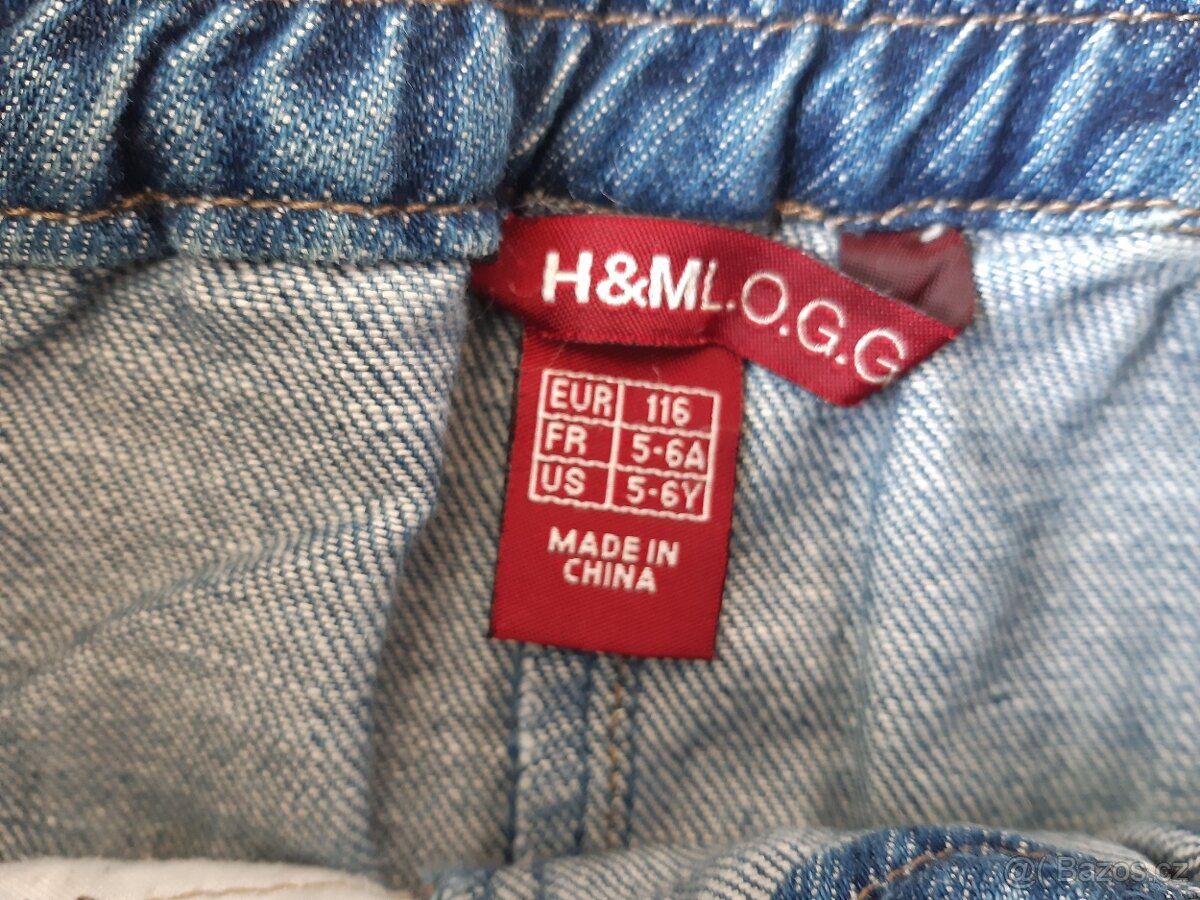 H&M L.O.G.G
EUR 116
FR 5-6A
US 5-6Y
MADE IN
CHINA
@( Bazos.cz